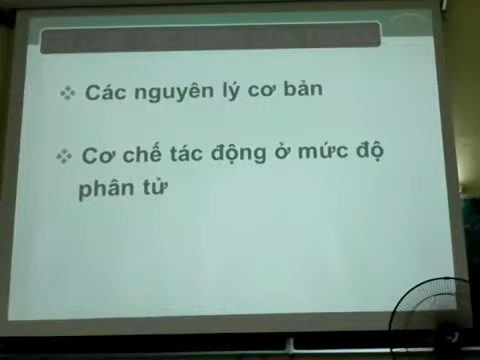 Các nguyên lý cơ bản
Cơ chế tác động ở mức độ
phân tử